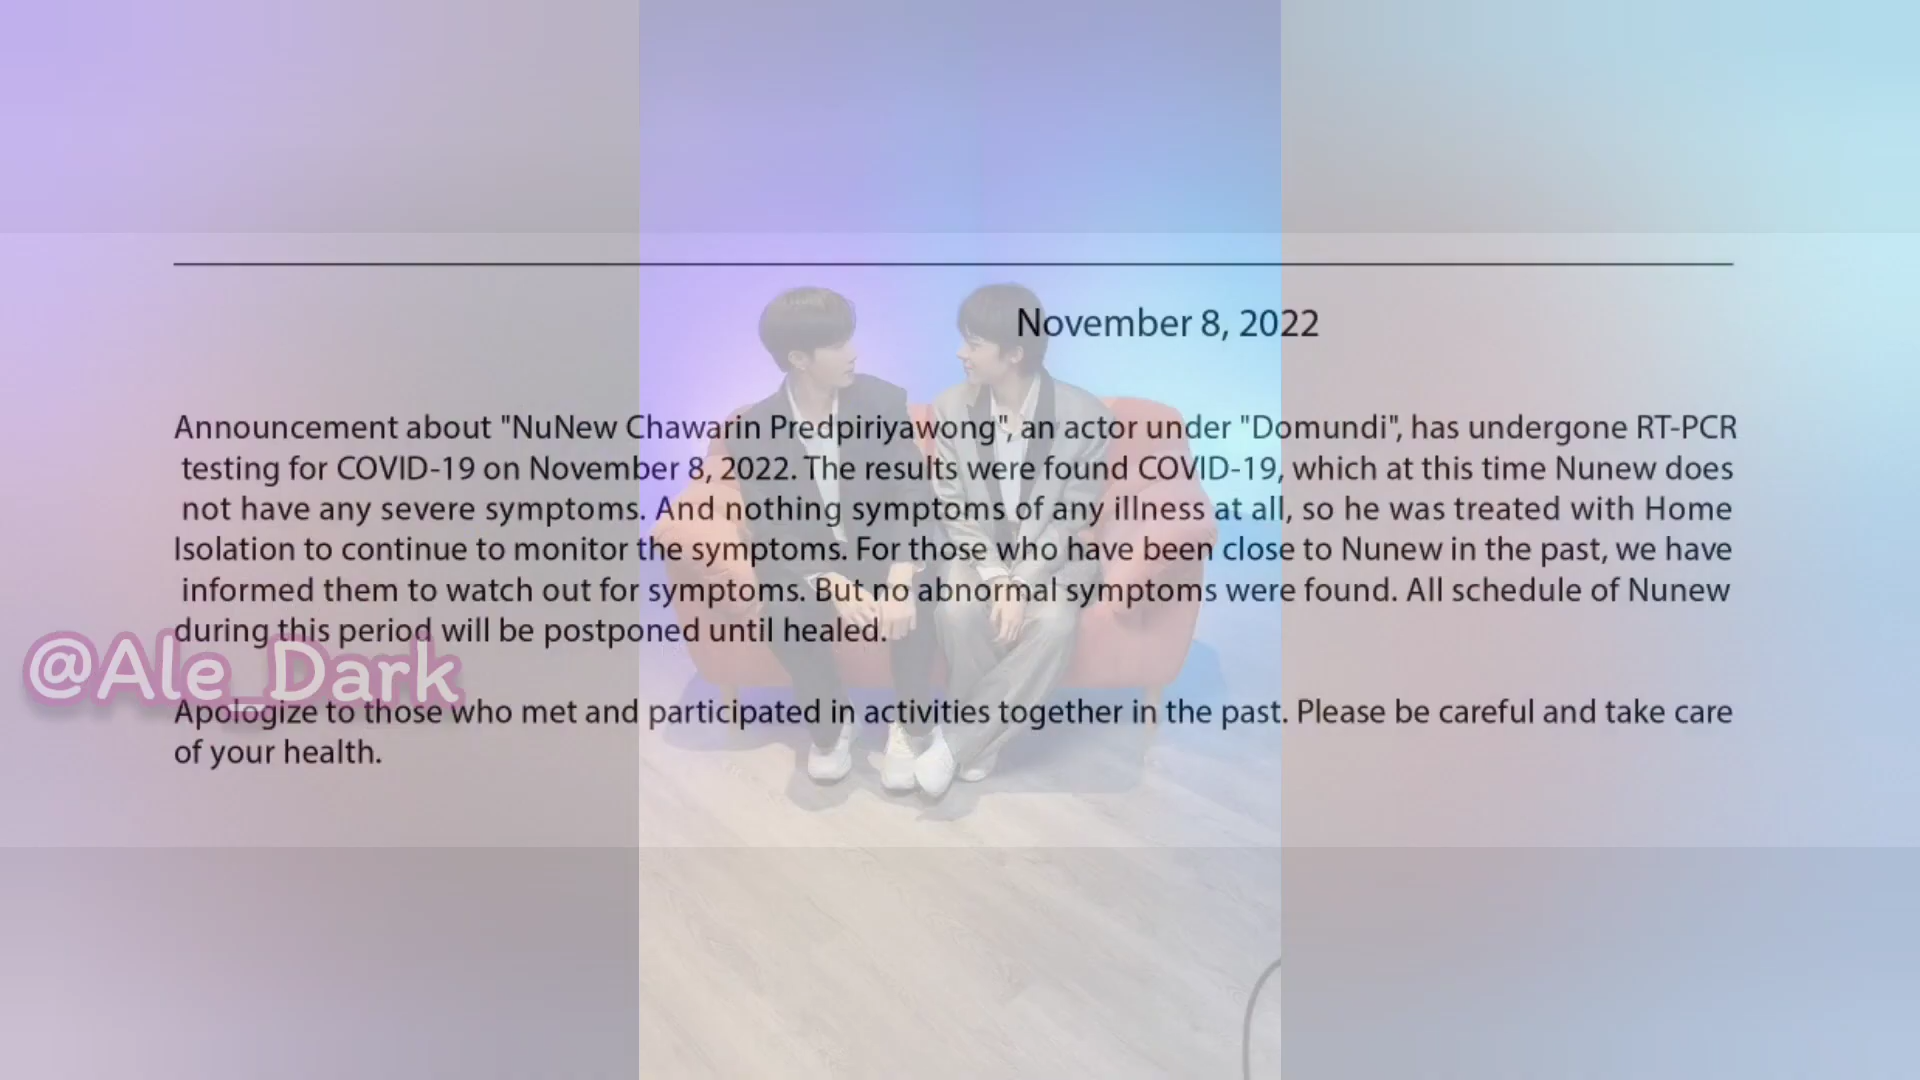 November 8, 2022
Announcement about "NuNew Chawarin Predpiriyawong", an actor under "Domundi", has undergone RT-PCR
testing for COVID-19 on November 8, 2022. The results were found COVID-19, which at this time Nunew does
not have any severe symptoms. And nothing symptoms of any illness at all, so he was treated with Home
Isolation to continue to monitor the symptoms. For those who have been close to Nunew in the past, we have
informed them to watch out for symptoms. But no abnormal symptoms were found. All schedule of Nunew
during this period will be postponed until healed.
@Ale_Dark
Apologize to those who met and participated in activities together in the past. Please be careful and take care
of your health.